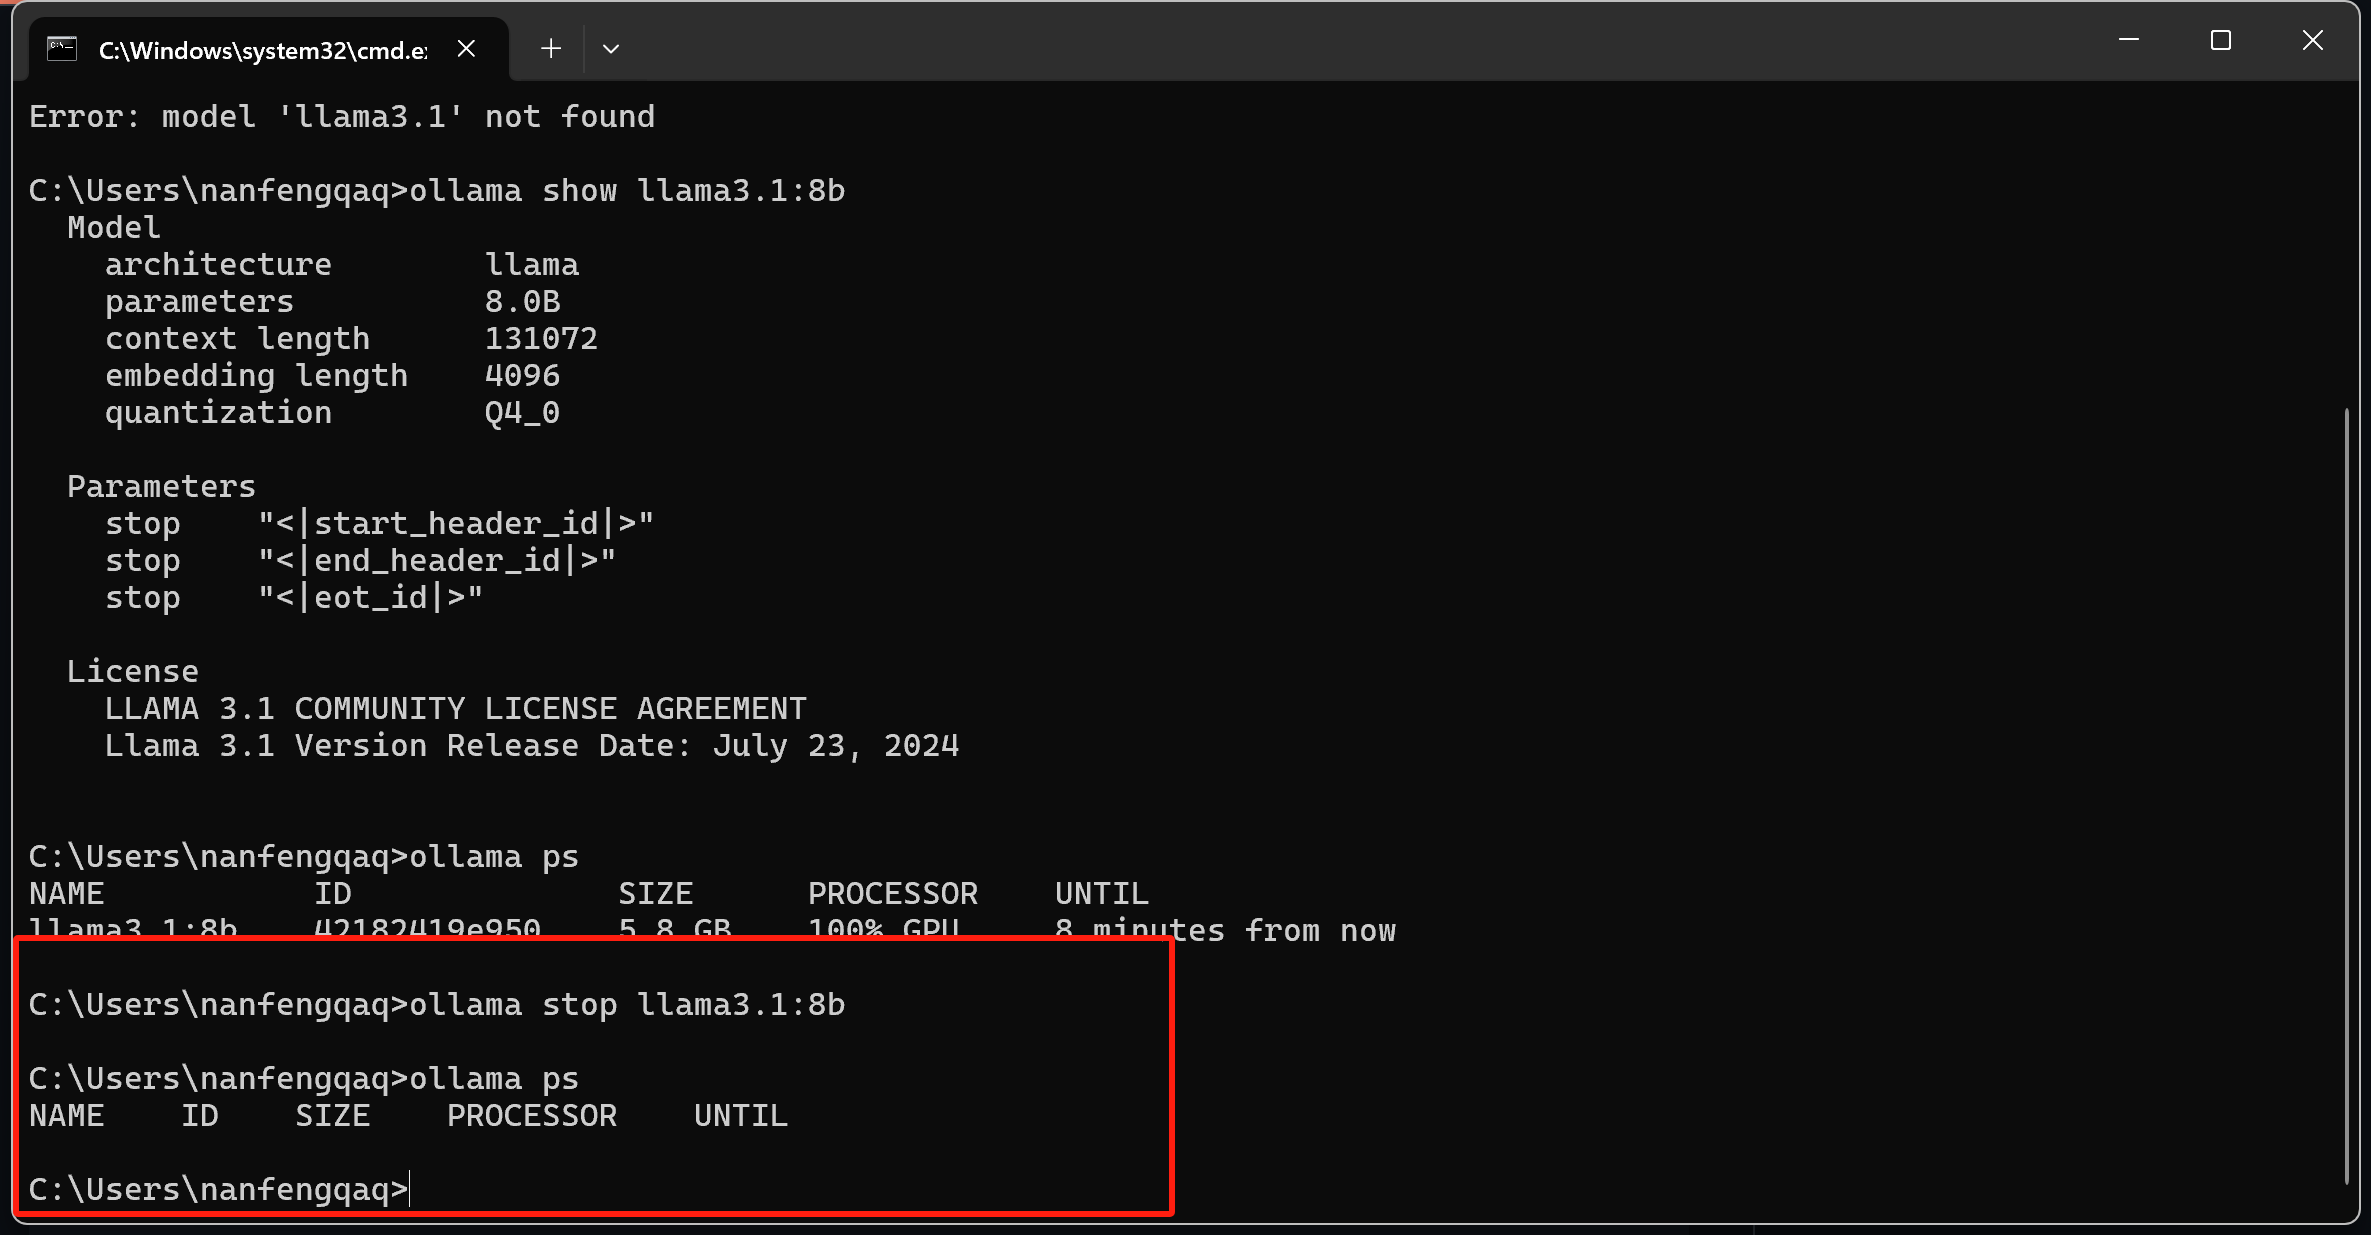 C:\Windows\system32\cmd.e
Error: model 'llama3.1' not found
C:\Users\nanfengqaq>ollama show llama3.1:8b
  Model
    architecture        llama
    parameters          8.0B
    context length      131072
    embedding length    4096
    quantization        Q4_0
  Parameters
    stop    "<|start_header_id|>"
    stop    "<|end_header_id|>"
    stop    "<|eot_id|>"
  License
    LLAMA 3.1 COMMUNITY LICENSE AGREEMENT
    Llama 3.1 Version Release Date: July 23, 2024
C:\Users\nanfengqaq>ollama ps
NAME           ID              SIZE      PROCESSOR    UNTIL
llama3.1:8b    42182419e950    5.8 GB    100% GPU     8 minutes from now
C:\Users\nanfengqaq>ollama stop llama3.1:8b
C:\Users\nanfengqaq>ollama ps
NAME    ID    SIZE    PROCESSOR    UNTIL
C:\Users\nanfengqaq>